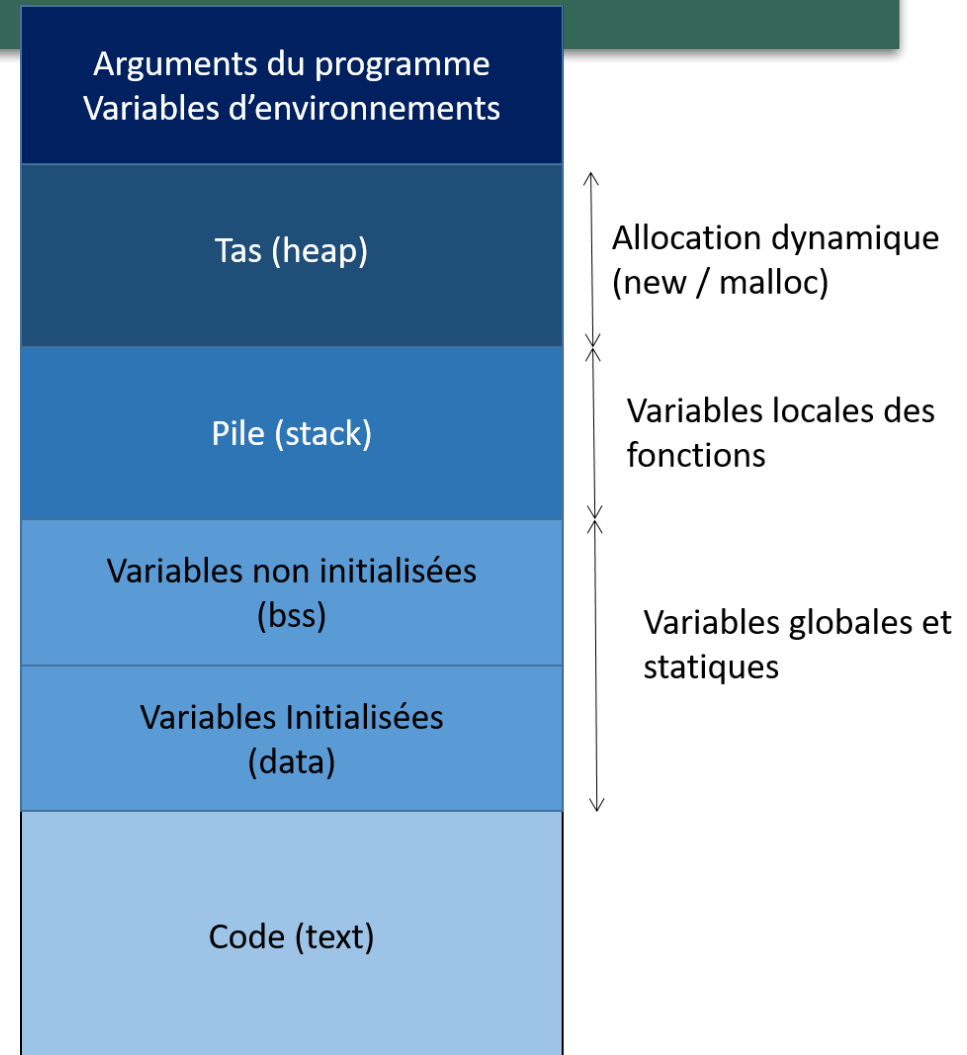 Arguments du programme
Variables d’environnements
Tas (heap)
Allocation dynamique
(new / malloc)
Pile (stack)
Variables locales des
fonctions
Variables non initialisées
(bss)
Variables globales et
statiques
Variables Initialisées
(data)
Code (text)